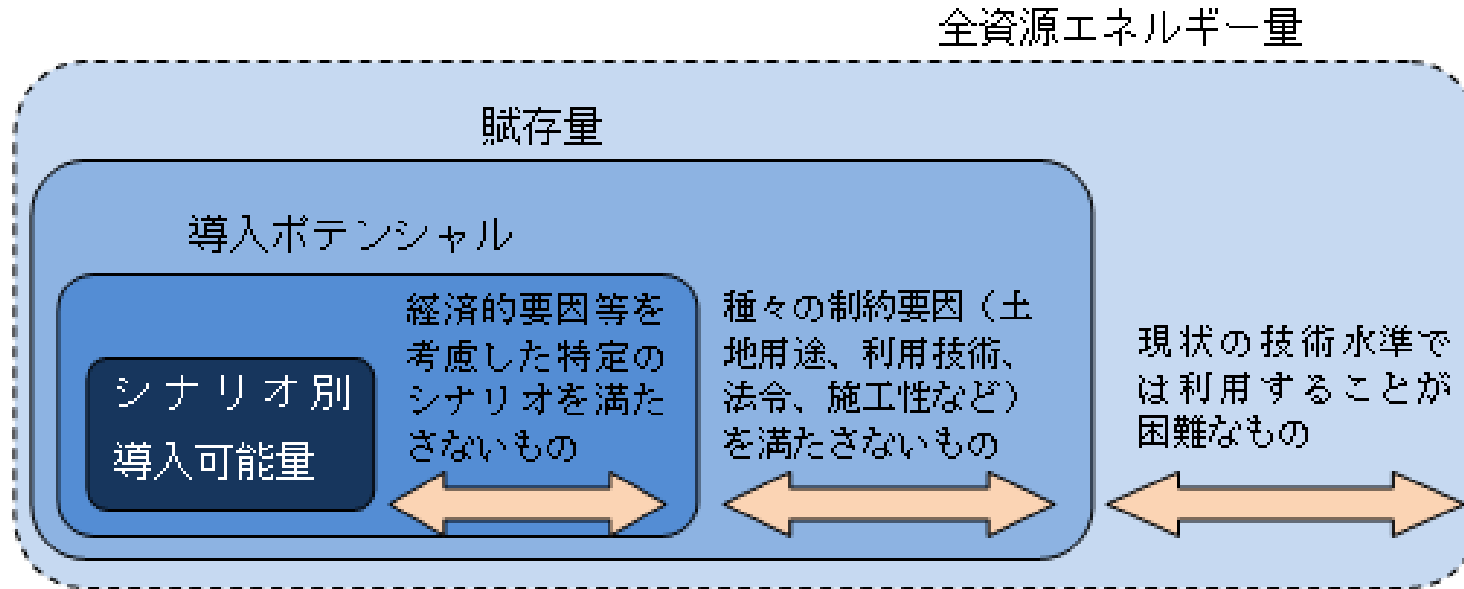 全資源エネルギー量
賦存量
導入ポテンシャル
シナリオ別
導入可能量
経済的要因等を
考慮した特定の
シナリオを満た
さないもの
種々の制約要因（土
地用途、利用技術、
法令、施工性など）
を満たさないもの
現状の技術水準で
は利用することが
困難なもの